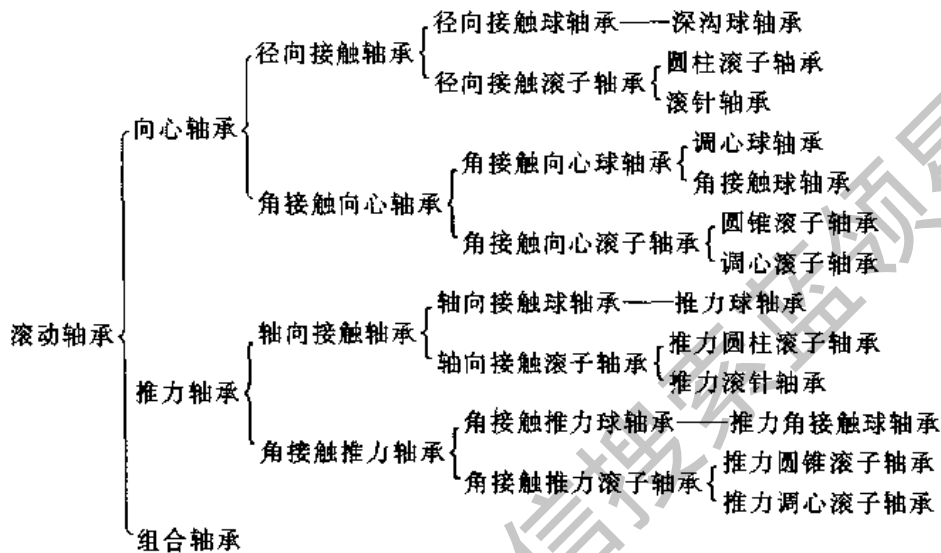 径向接触球轴承——深沟球轴承
径向接触轴承
圆柱滚子轴承
径向接触滚子轴承
滚针轴承
向心轴承
调心球轴承
角接触向心球轴承
角接触球轴承
角接触向心轴承
圆锥滚子轴承
角接触向心滚子轴承
调心滚子轴承
滚动轴承
轴向接触球轴承——推力球轴承
轴向接触轴承
推力圆柱滚子轴承
轴向接触滚子轴承
推力滚针轴承
推力轴承
角接触推力球轴承——推力角接触球轴承
角接触推力轴承
推力圆锥滚子轴承
角接触推力滚子轴承
推力调心滚子轴承
组合轴承
信搜索蓝领